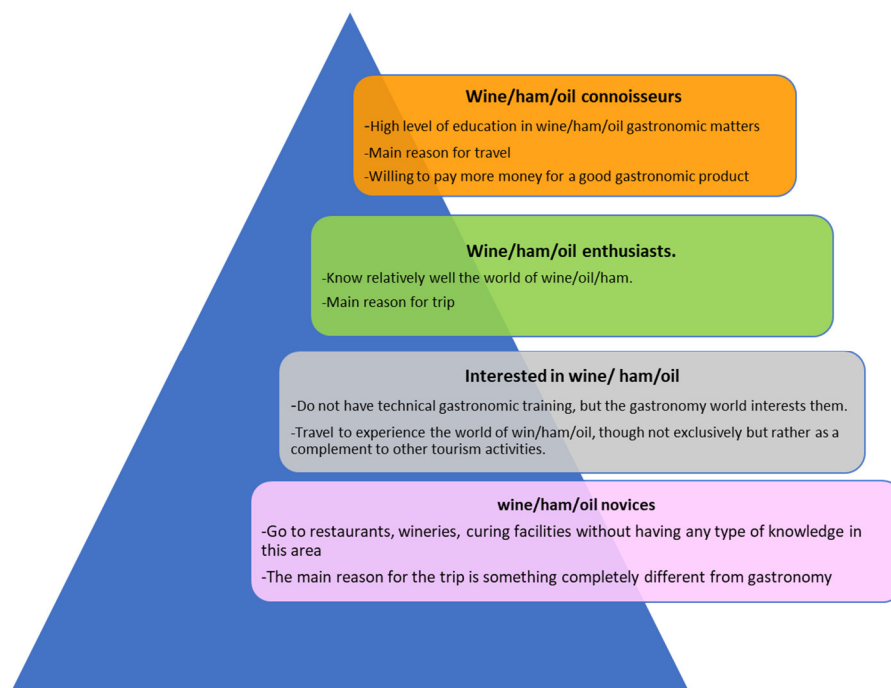 Wine/ham/oil connoisseurs
-High level of education in wine/ham/oil gastronomic matters
-Main reason for travel
-Willing to pay more money for a good gastronomic product
Wine/ham/oil enthusiasts.
-Know relatively well the world of wine/oil/ham.
-Main reason for trip
Interested in wine/ ham/oil
-Do not have technical gastronomic training, but the gastronomy world interests them.
-Travel to experience the world of win/ham/oil, though not exclusively but rather as a
complement to other tourism activities.
wine/ham/oil novices
-Go to restaurants, wineries, curing facilities without having any type of knowledge in
this area
-The main reason for the trip is something completely different from gastronomy